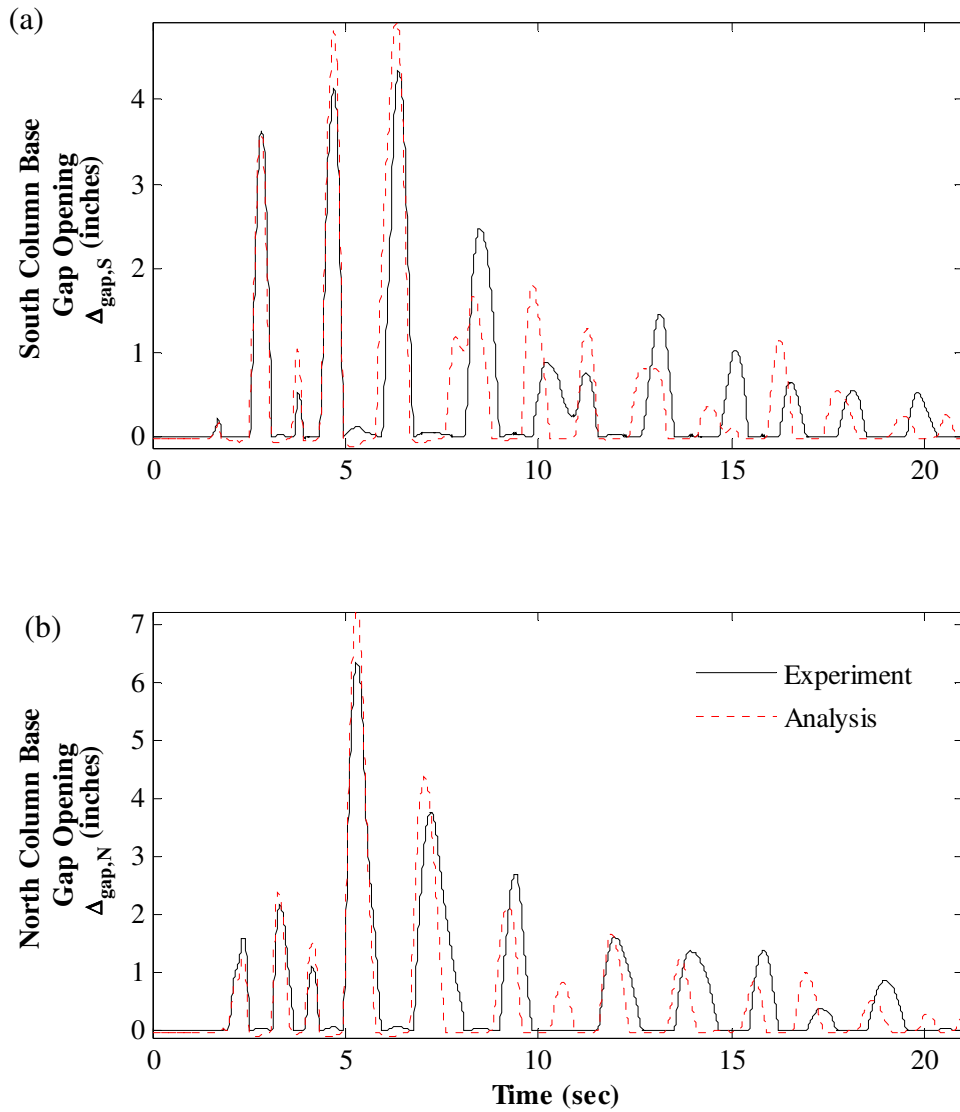 (a)
South Column Base
Gap Opening
Δgap,S (inches)
4
3
2
1
0
0 5 10 15 20
(b)
North Column Base
Gap Opening
Δgap,N (inches)
7
6
5
4
3
2
1
0
Experiment
Analysis
0 5 10 15 20
Time (sec)